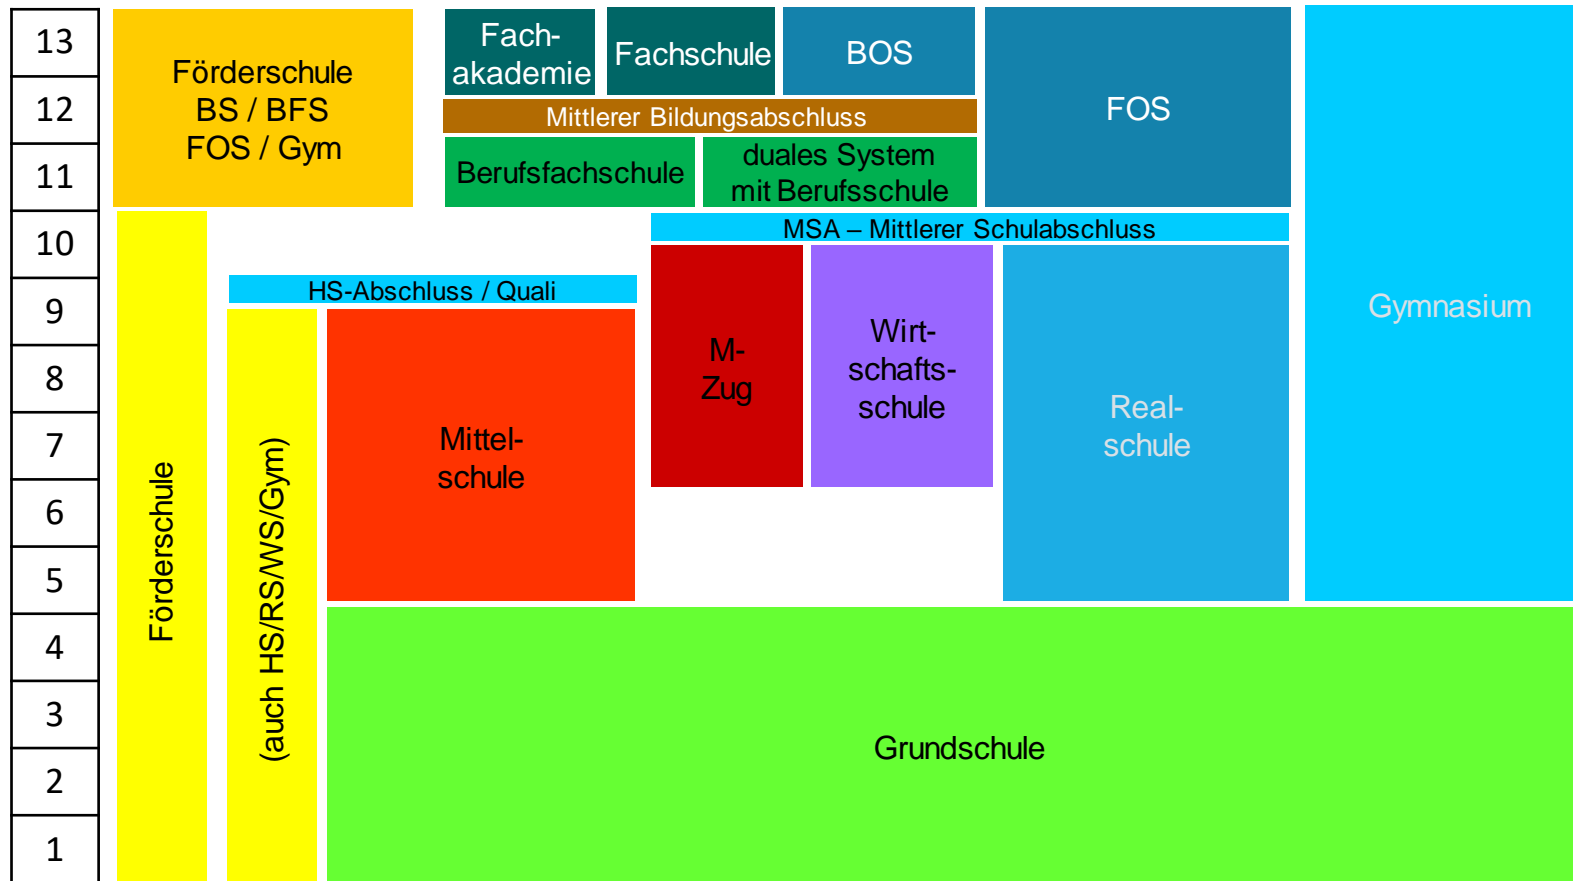 13
12
11
10
9
8
7
6
5
4
3
2
1
Förderschule
BS / BFS
FOS / Gym
Fach-
akademie
Fachschule
BOS
FOS
Mittlerer Bildungsabschluss
Berufsfachschule
duales System
mit Berufsschule
MSA – Mittlerer Schulabschluss
HS-Abschluss / Quali
Gymnasium
M-
Zug
Wirt-
schafts-
schule
Real-
schule
Mittel-
schule
Förderschule
(auch HS/RS/WS/Gym)
Grundschule